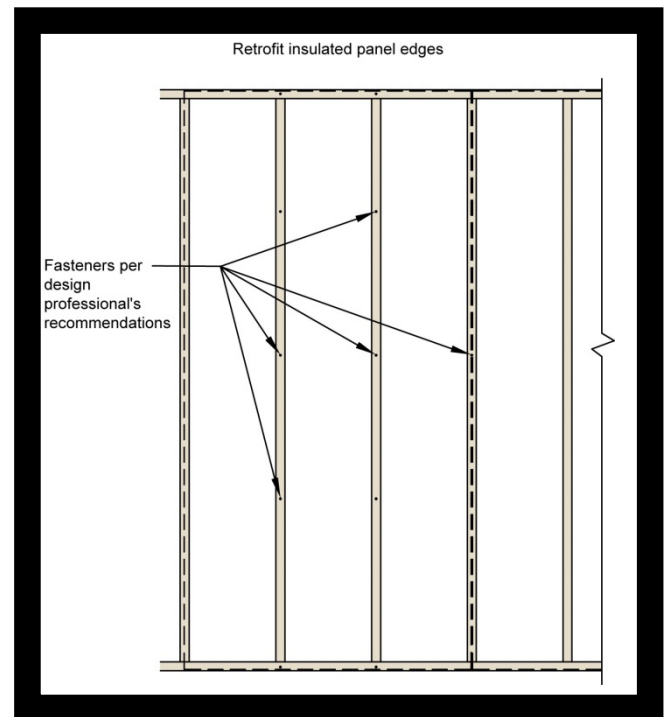 Retrofit insulated panel edges
Fasteners per
design
professional's
recommendations